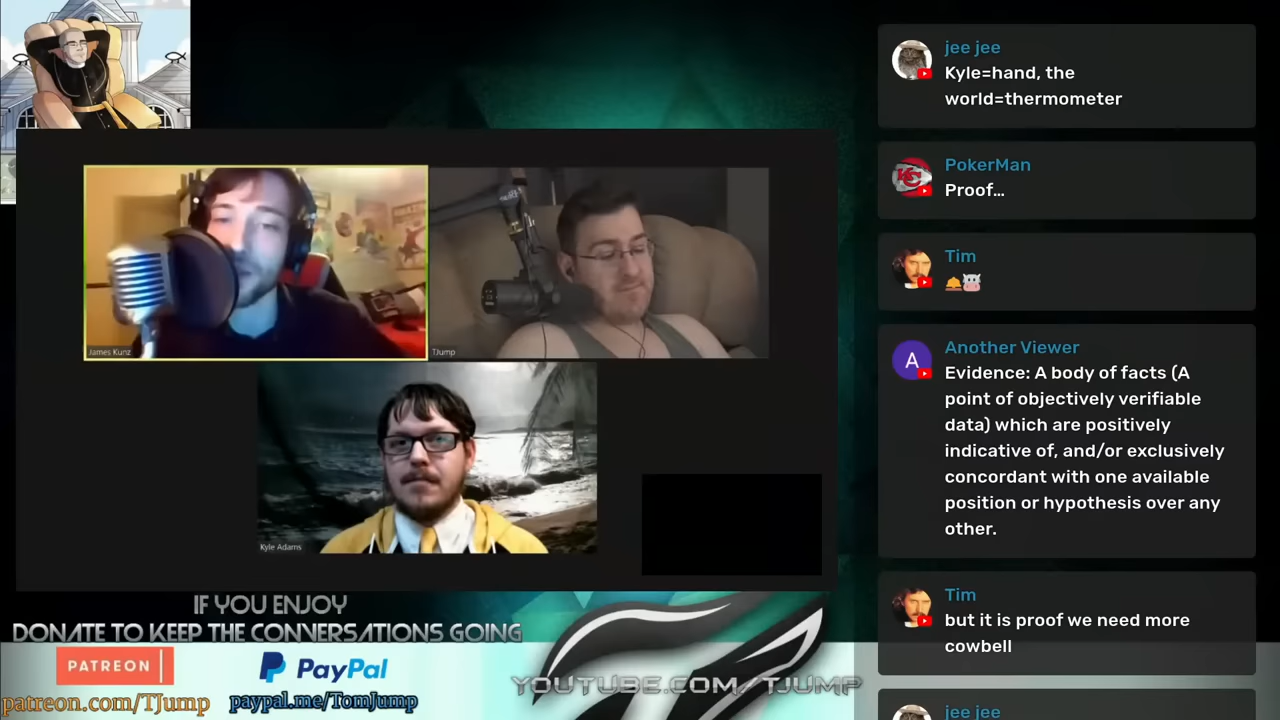 jee jee
Kyle=hand, the
world=thermometer
PokerMan
Proof...
Tim
Another Viewer
A
Evidence: A body of facts (A
point of objectively verifiable
data) which are positively
indicative of, and/or exclusively
concordant with one available
position or hypothesis over any
other.
Tim
but it is proof we need more
cowbell
jee jee
James Kunz
TJump
Kyle Adams
IF YOU ENJOY
DONATE TO KEEP THE CONVERSATIONS GOING
PATREON
PayPal
patreon.com/TJump
paypal.me/TomJump
YOUTUBE.COM/TJUMP